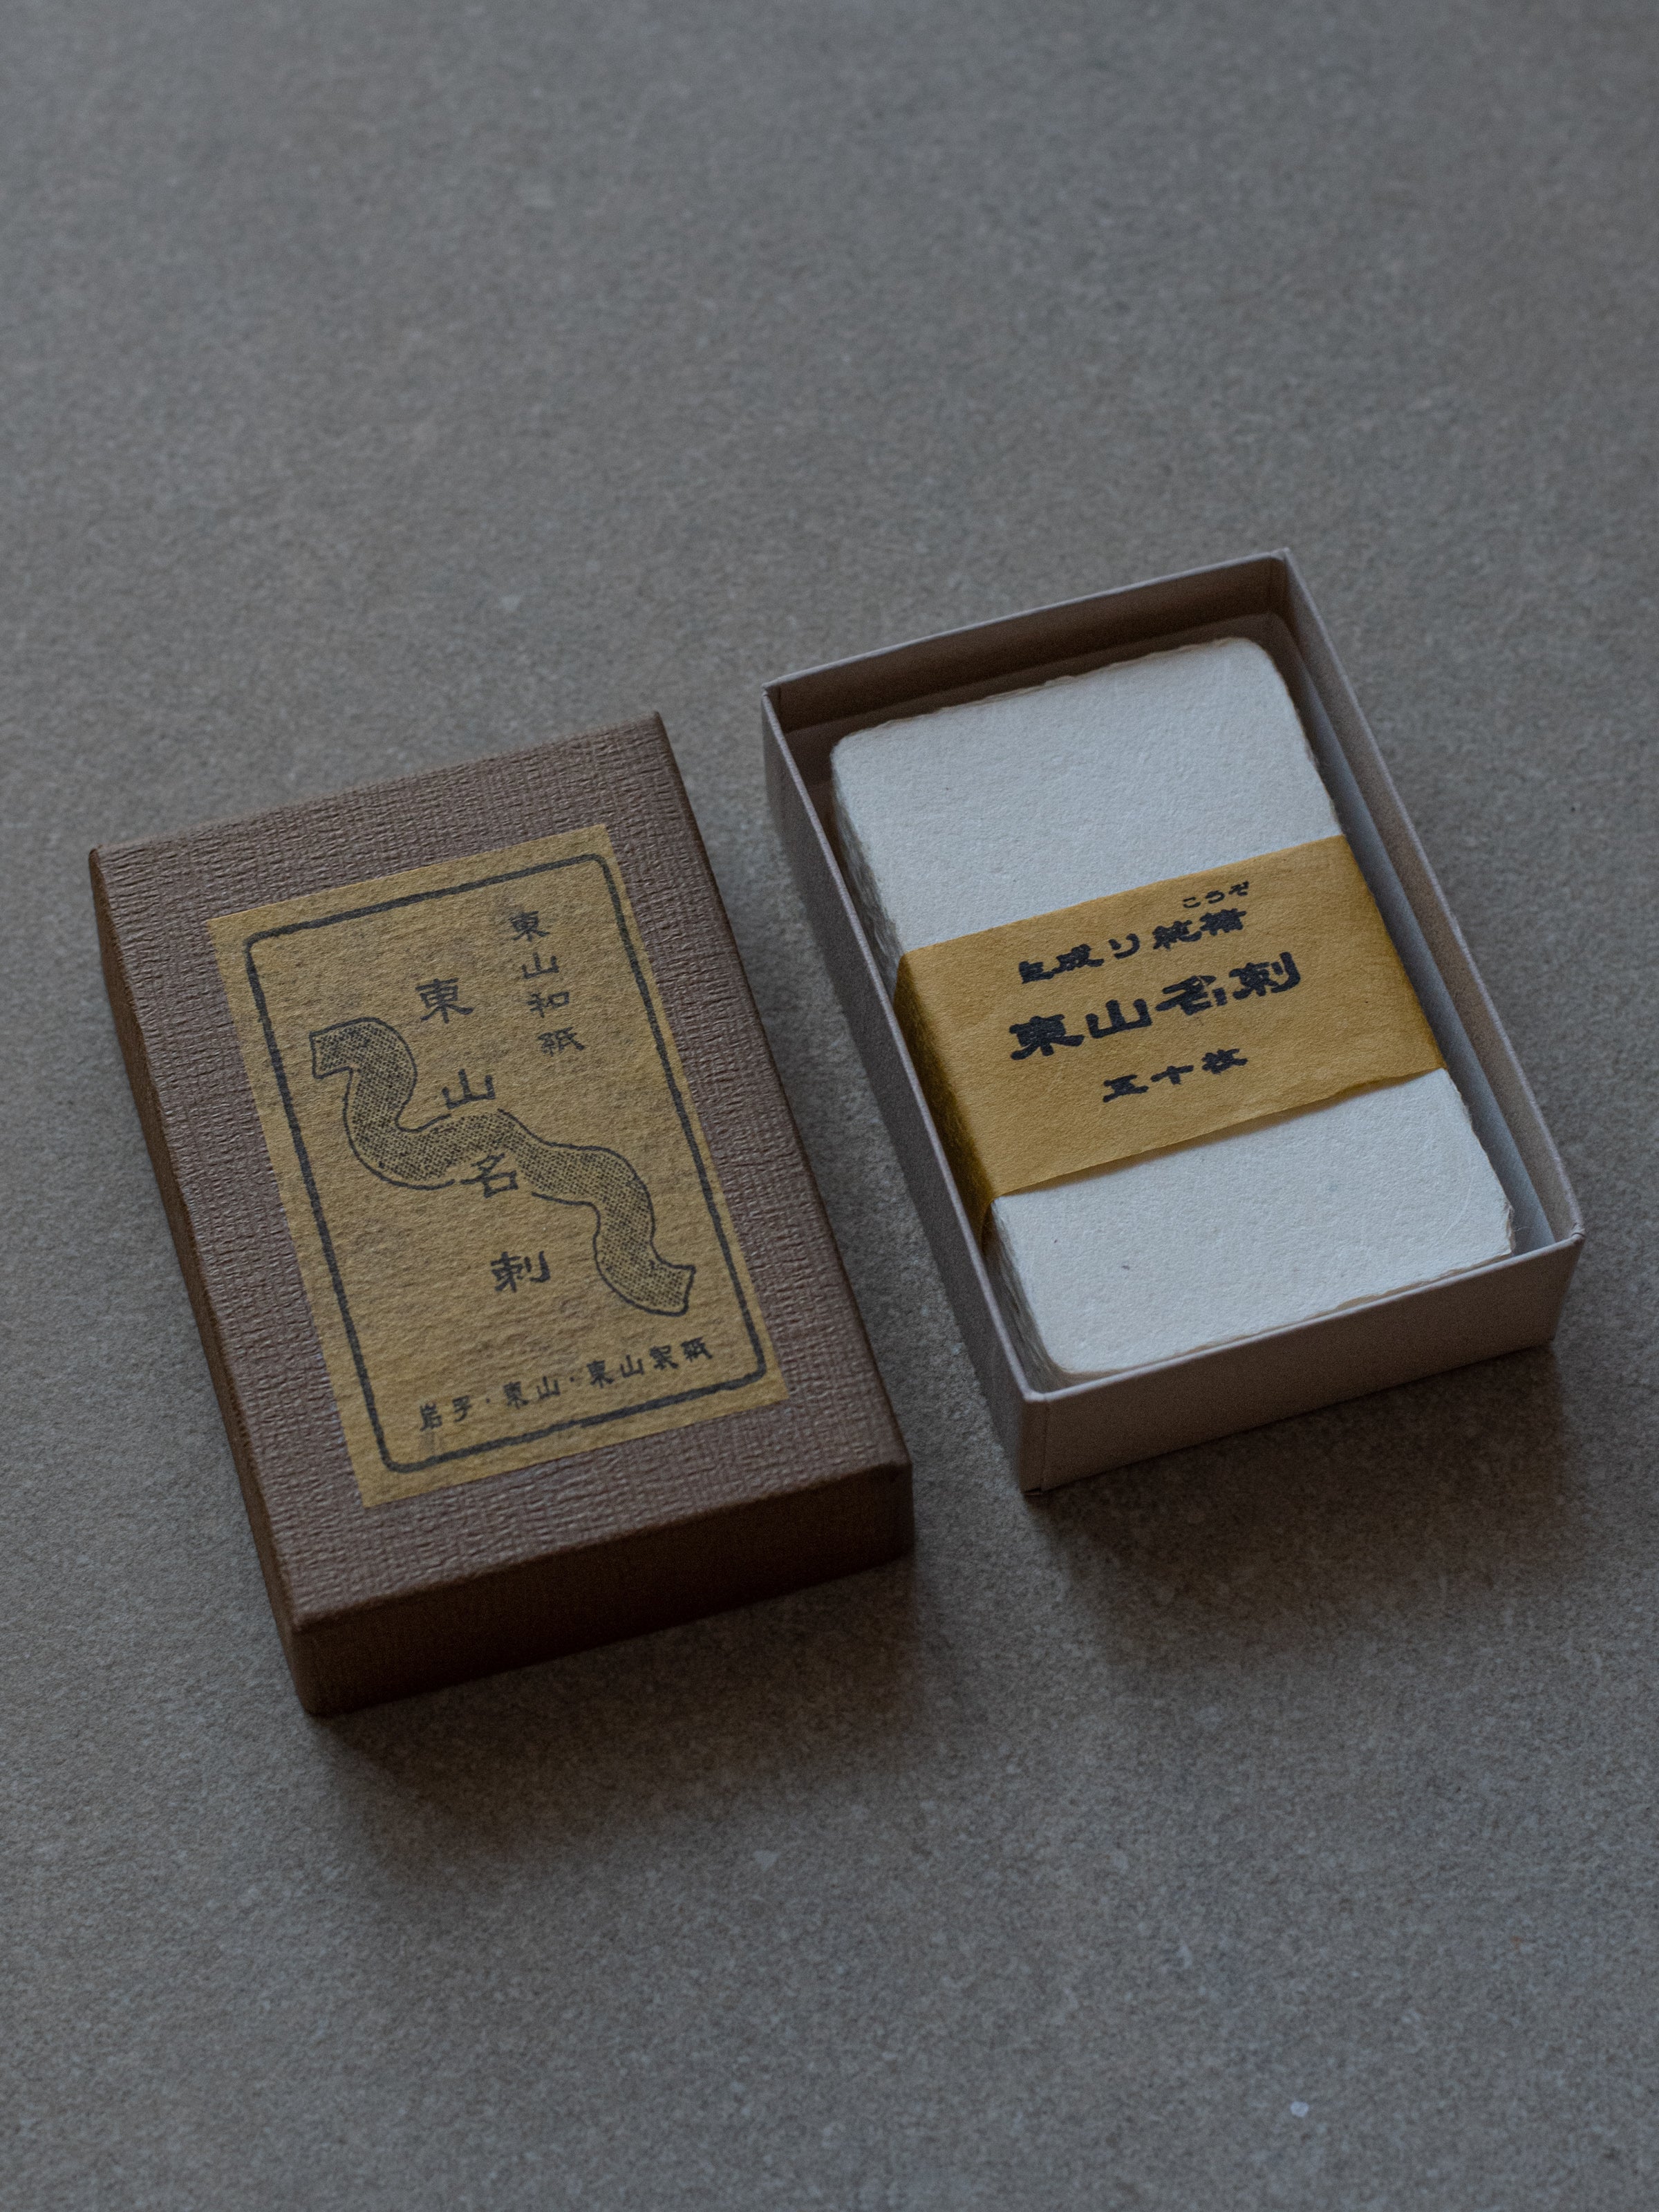 東山和紙
東山名刺
岩手・東山・東山製紙
こうぞ
生成り純楮
東山名刺
五十枚